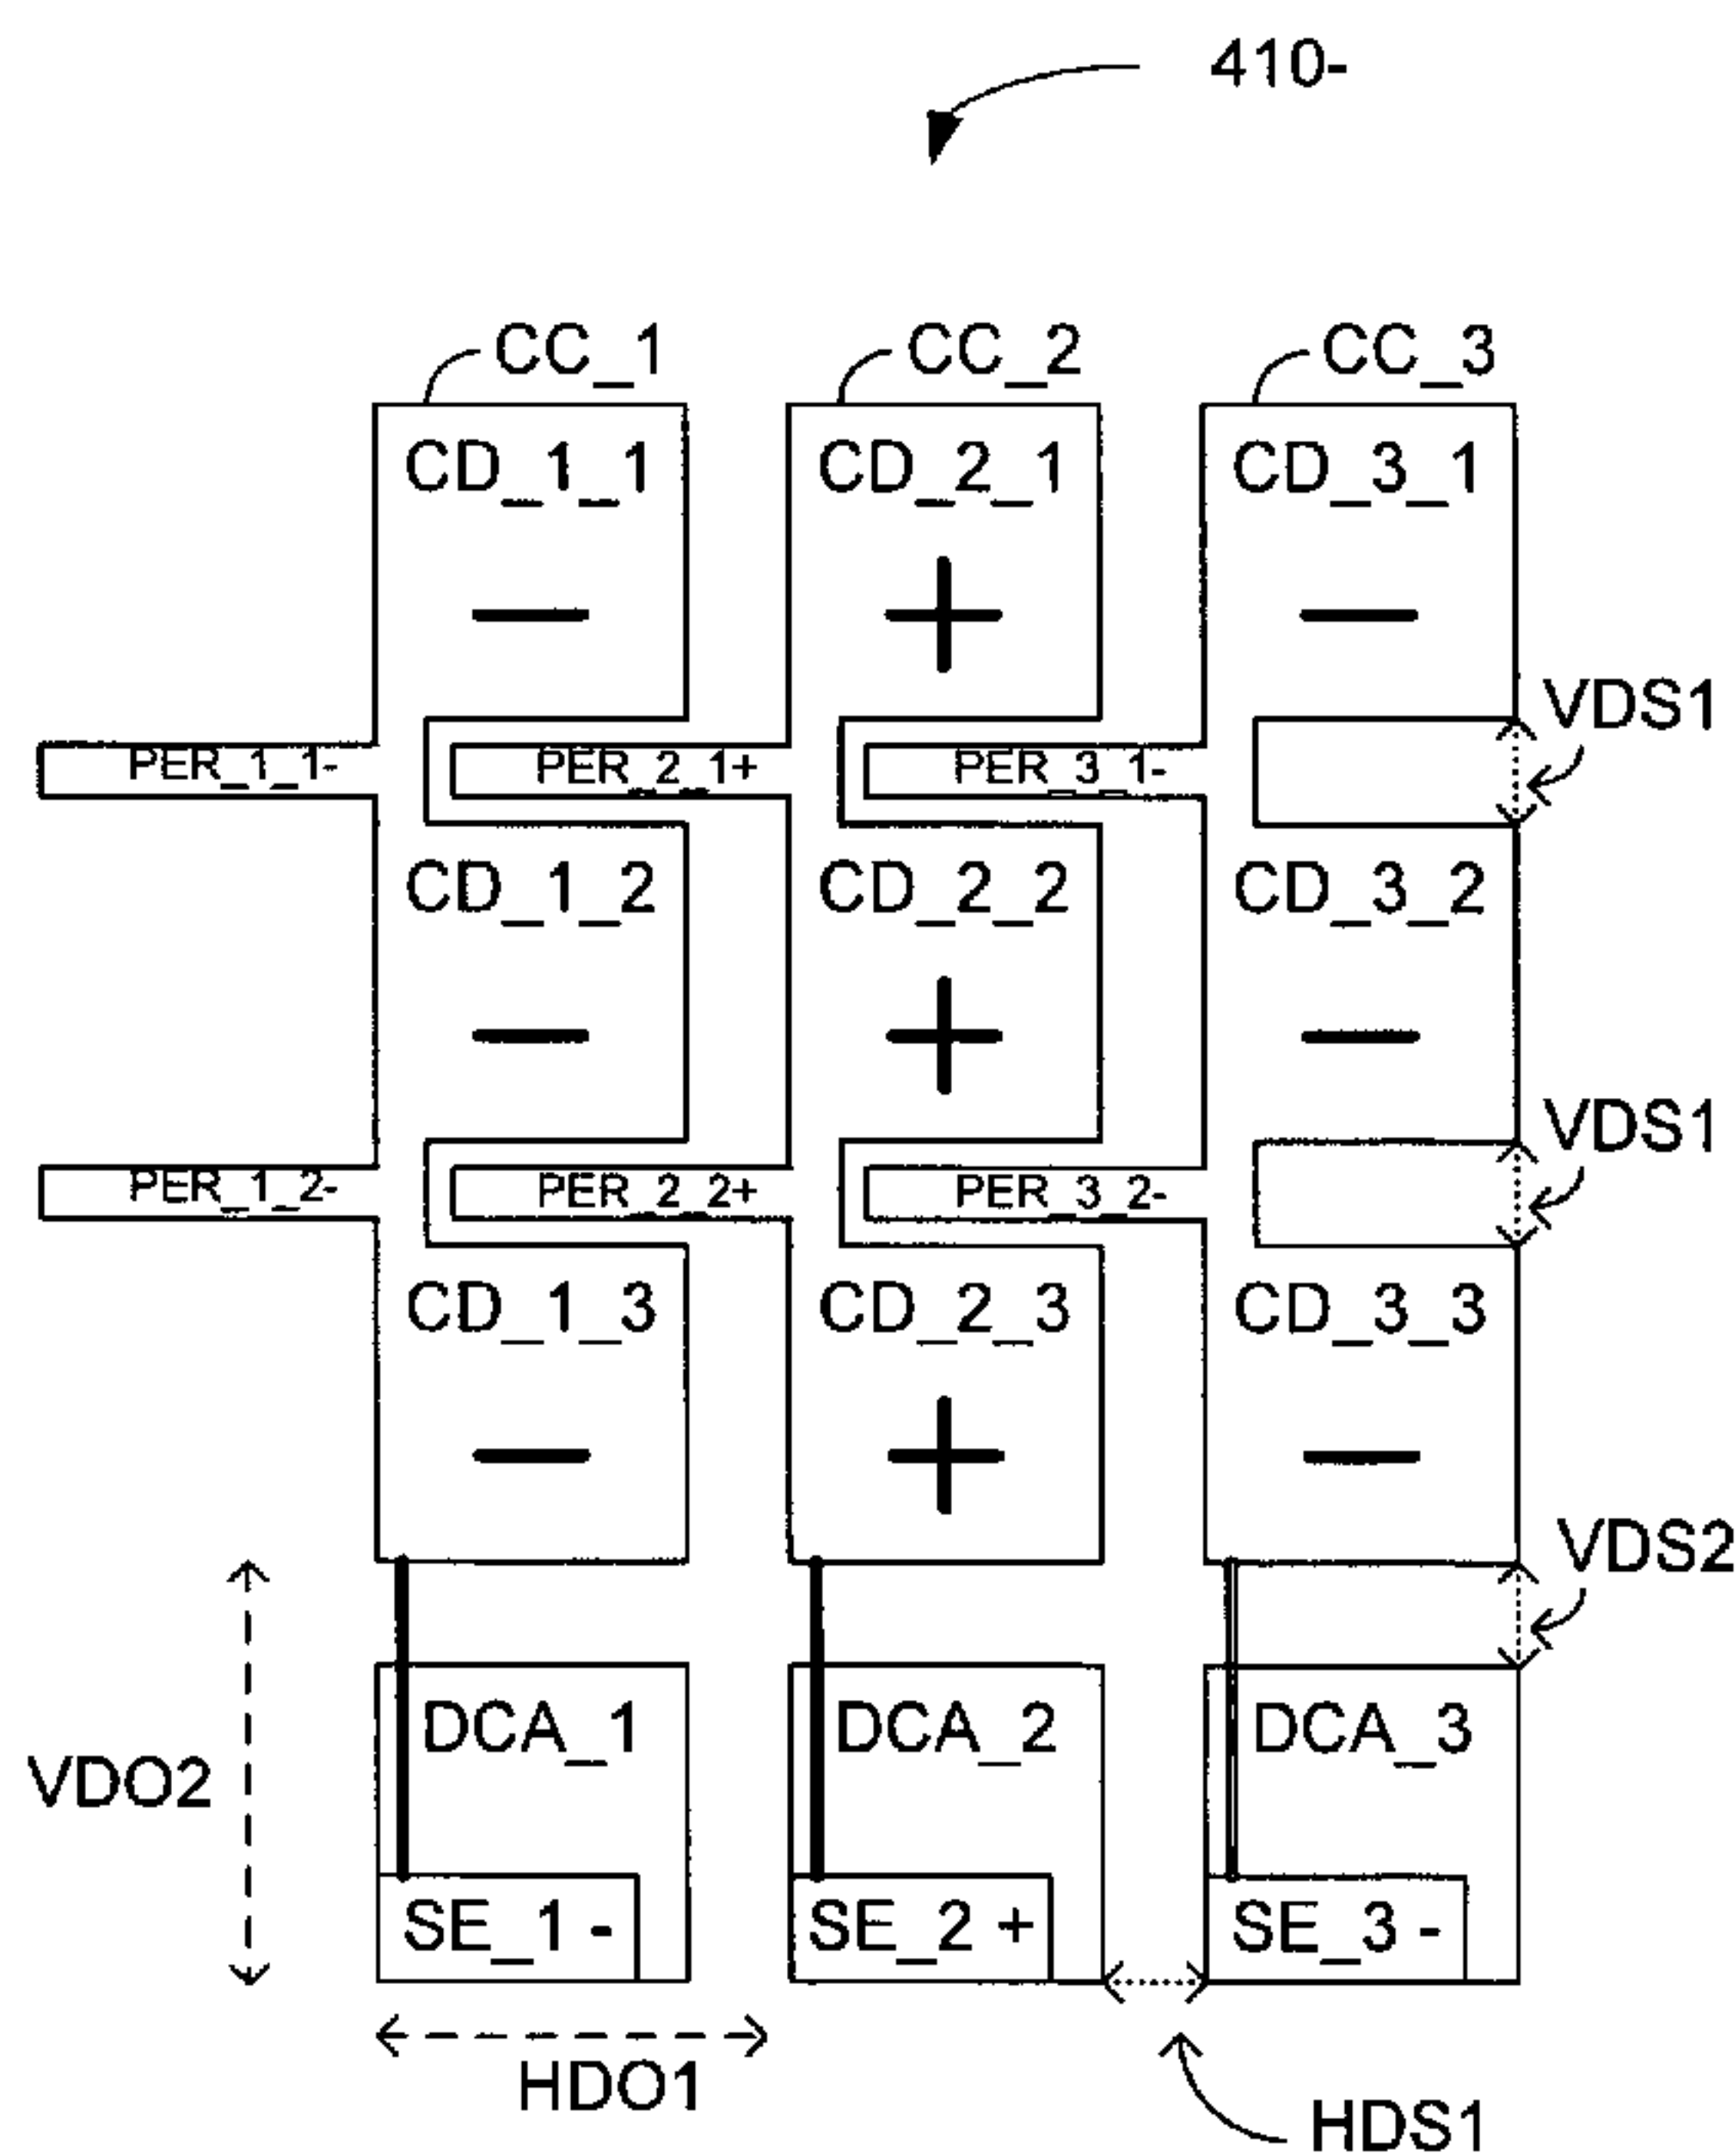 410-
CC_1 CC_2 CC_3
CD_1_1 CD_2_1 CD_3_1
− + −
VDS1
PER_1_1- PER_2_1+ PER_3_1-
CD_1_2 CD_2_2 CD_3_2
− + −
VDS1
PER_1_2- PER_2_2+ PER_3_2-
CD_1_3 CD_2_3 CD_3_3
− + −
VDS2
DCA_1 DCA_2 DCA_3
VDO2
SE_1 - SE_2 + SE_3 -
HDO1
HDS1